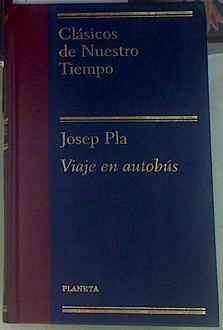 Clásicos
de Nuestro
Tiempo
Josep Pla
Viaje en autobús
PLANETA